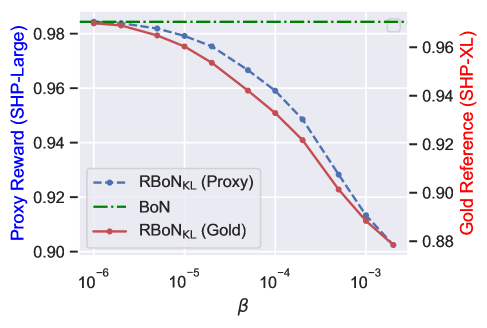 Proxy Reward (SHP-Large)
0.98
0.96
0.94
0.92
0.90
Gold Reference (SHP-XL)
0.96
0.94
0.92
0.90
0.88
RBoN_KL (Proxy)
BoN
RBoN_KL (Gold)
10⁻⁶
10⁻⁵
10⁻⁴
10⁻³
β